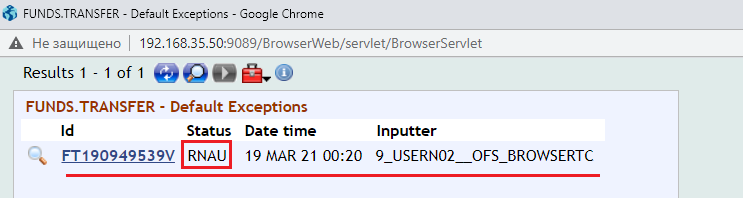 FUNDS.TRANSFER - Default Exceptions - Google Chrome
Не защищено 192.168.35.50:9089/BrowserWeb/servlet/BrowserServlet
Results 1 - 1 of 1
FUNDS.TRANSFER - Default Exceptions
Id Status Date time Inputter
FT190949539V RNAU 19 MAR 21 00:20 9_USERN02__OFS_BROWSERTC